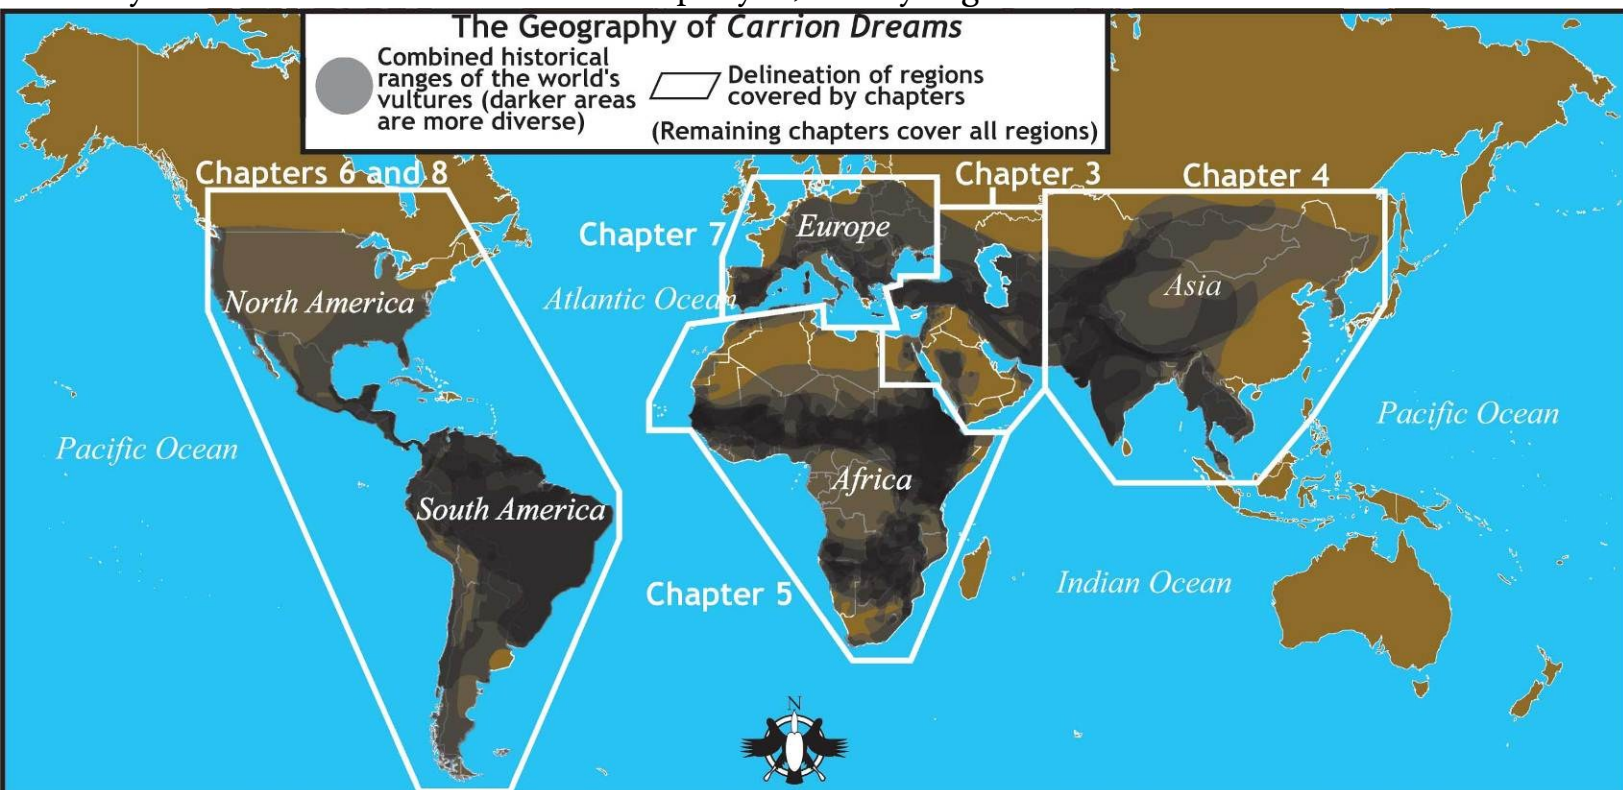 The Geography of Carrion Dreams
Combined historical
ranges of the world's
vultures (darker areas
are more diverse)
Delineation of regions
covered by chapters
(Remaining chapters cover all regions)
Chapters 6 and 8
Chapter 3
Chapter 4
Chapter 7
Europe
Asia
North America
Atlantic Ocean
Pacific Ocean
Pacific Ocean
Africa
South America
Chapter 5
Indian Ocean
N